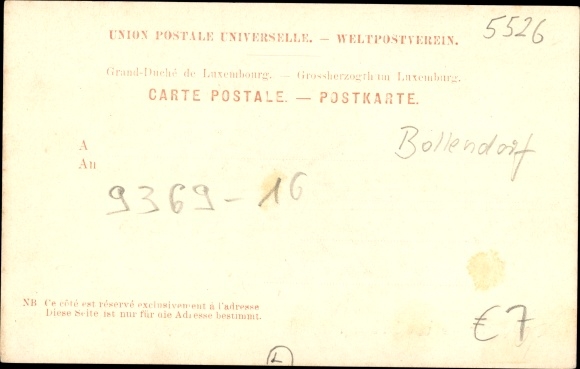 5526
UNION POSTALE UNIVERSELLE. — WELTPOSTVEREIN.
Grand-Duché de Luxembourg. — Grossherzogthum Luxemburg.
CARTE POSTALE. — POSTKARTE.
Bollendorf
A
An
9369-16
NB Ce côté est réservé exclusivement à l'adresse
Diese Seite ist nur für die Adresse bestimmt.
€7
L